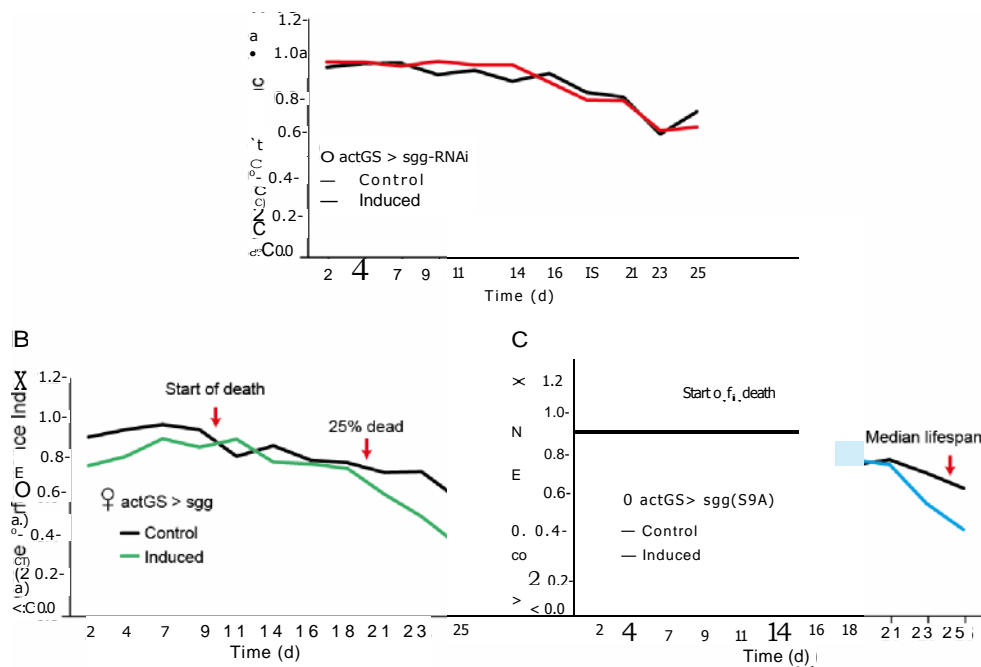 1.2-
a
• 1.0a
0.8-
0.6-
O actGS > sgg-RNAi
0.4-
— Control
— Induced
0.2-
2 4 7 9 11 14 16 IS 21 23 25
Time (d)
B
1.2-
Start of death
1.0-
25% dead
0.8-
0.6-
♀ actGS > sgg
Control
0.4-
Induced
0.2-
<:C0.0
2 4 7 9 11 14 16 18 21 23 25
Time (d)
C
X 1.2
Start o f i, death
1.0-
N
Median lifespan
0.8-
E 0.6-
0 actGS> sgg(S9A)
0. 0.4-
— Control
co — Induced
2 0.2-
> < 0.0
2 4 7 9 11 14 16 18 21 23 25
Time (d)